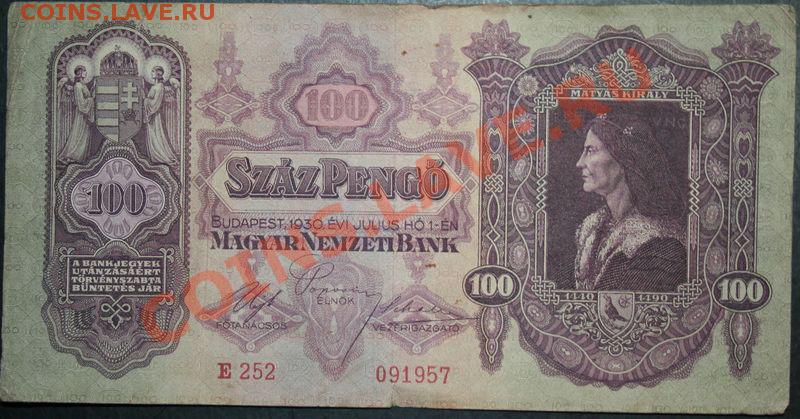 COINS.LAVE.RU
COINS.LAVE.RU
100
MÁTYÁS KIRÁLY
SZÁZ PENGŐ
100
BUDAPEST, 1930. ÉVI JULIUS HÓ 1-ÉN
MAGYAR NEMZETI BANK
A BANKJEGYEK
UTÁNZÁSÁÉRT
TÖRVÉNYSZABTA
BÜNTETÉS JÁR
ELNÖK
FŐTANÁCSOS
VEZÉRIGAZGATÓ
100
1440
1490
100
E 252
091957